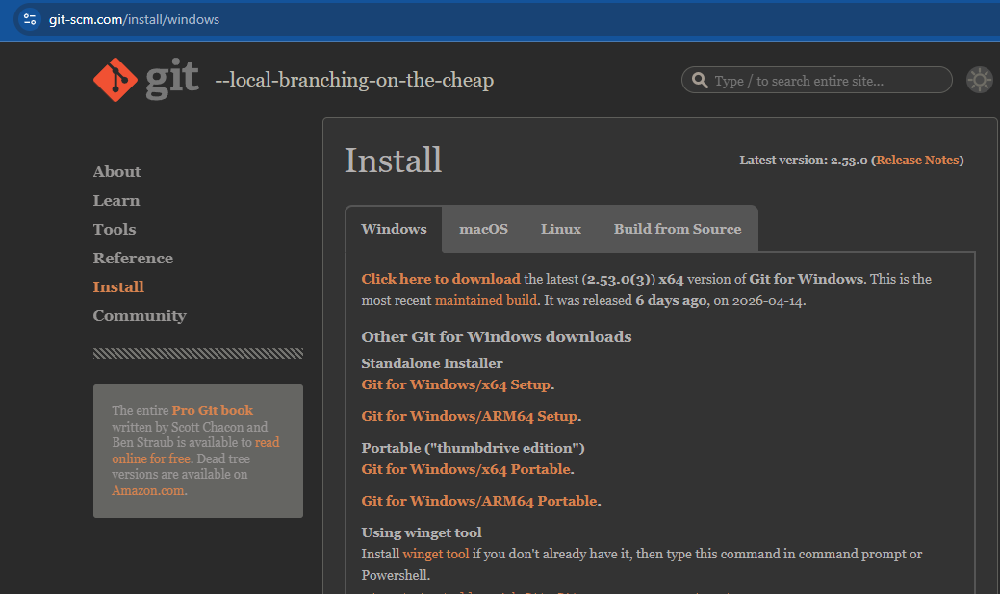 git-scm.com/install/windows
git --local-branching-on-the-cheap
Type / to search entire site...
About
Learn
Tools
Reference
Install
Community
The entire Pro Git book
written by Scott Chacon and
Ben Straub is available to read
online for free. Dead tree
versions are available on
Amazon.com.
Install
Latest version: 2.53.0 (Release Notes)
Windows macOS Linux Build from Source
Click here to download the latest (2.53.0(3)) x64 version of Git for Windows. This is the
most recent maintained build. It was released 6 days ago, on 2026-04-14.
Other Git for Windows downloads
Standalone Installer
Git for Windows/x64 Setup.
Git for Windows/ARM64 Setup.
Portable ("thumbdrive edition")
Git for Windows/x64 Portable.
Git for Windows/ARM64 Portable.
Using winget tool
Install winget tool if you don't already have it, then type this command in command prompt or
Powershell.